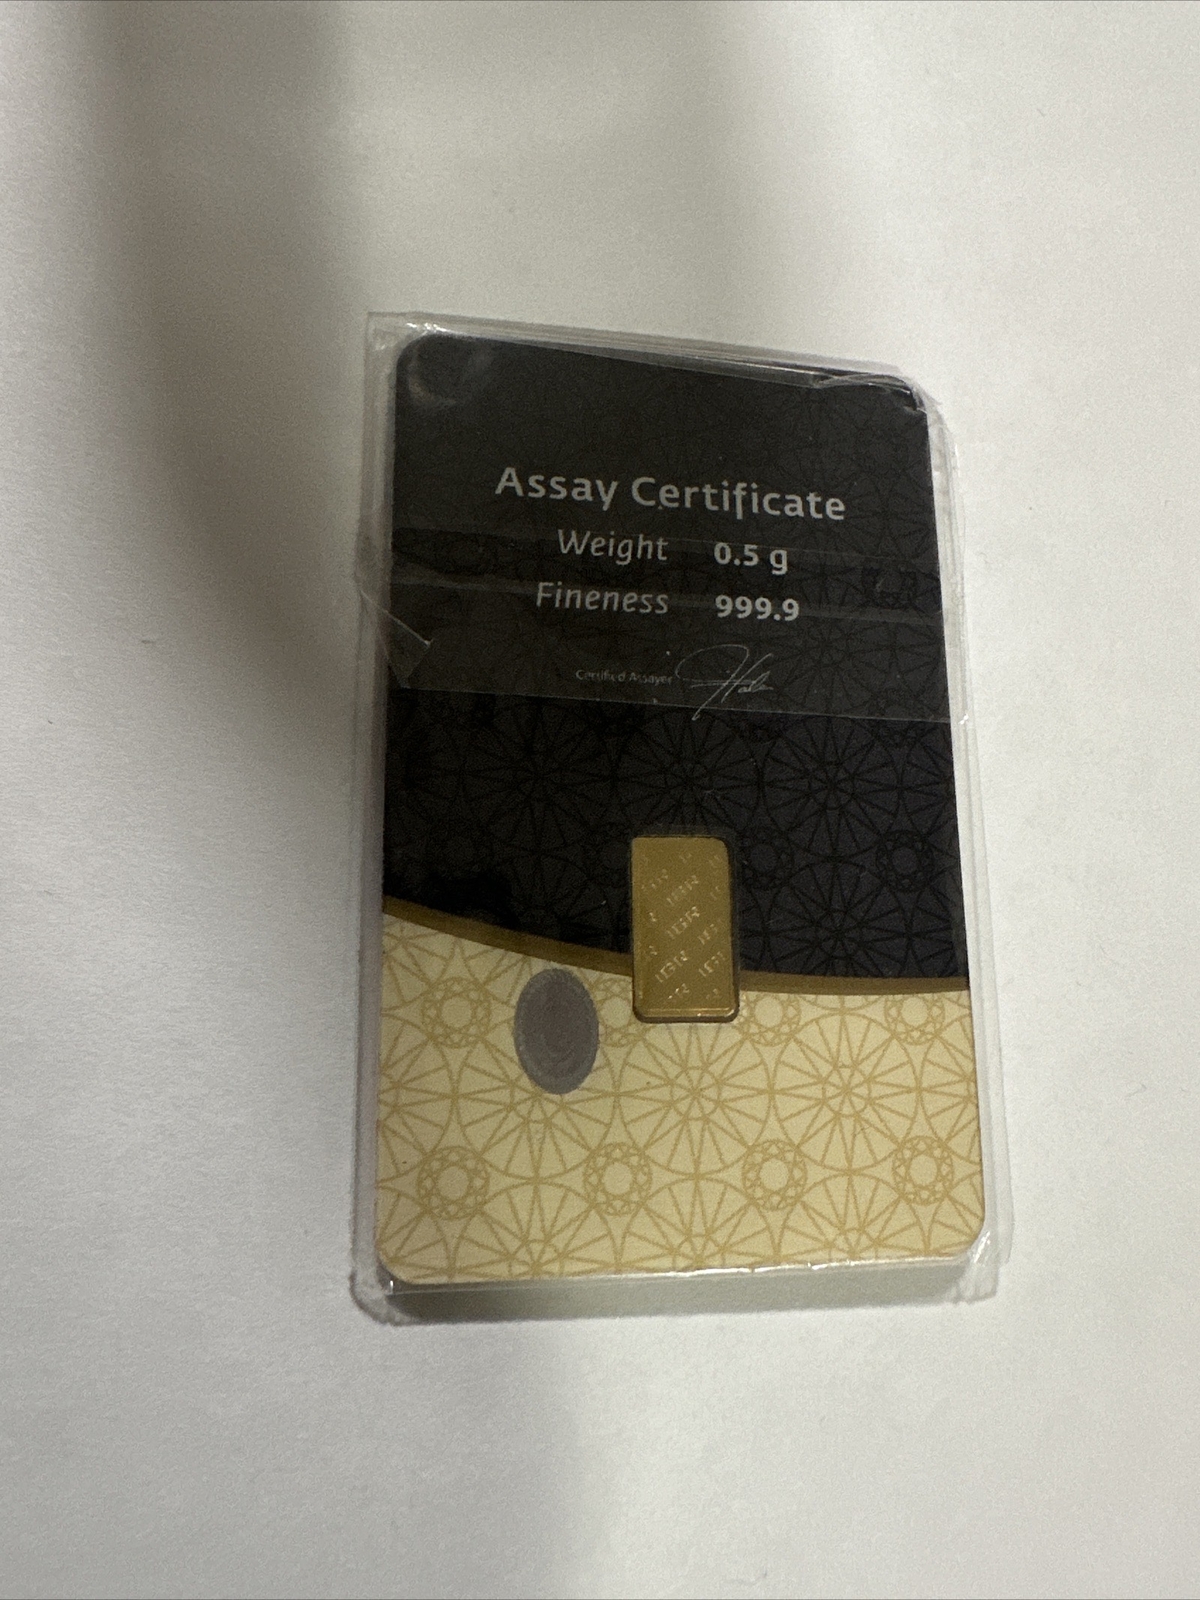 Assay Certificate
Weight 0.5 g
Fineness 999.9
Certified Assayer